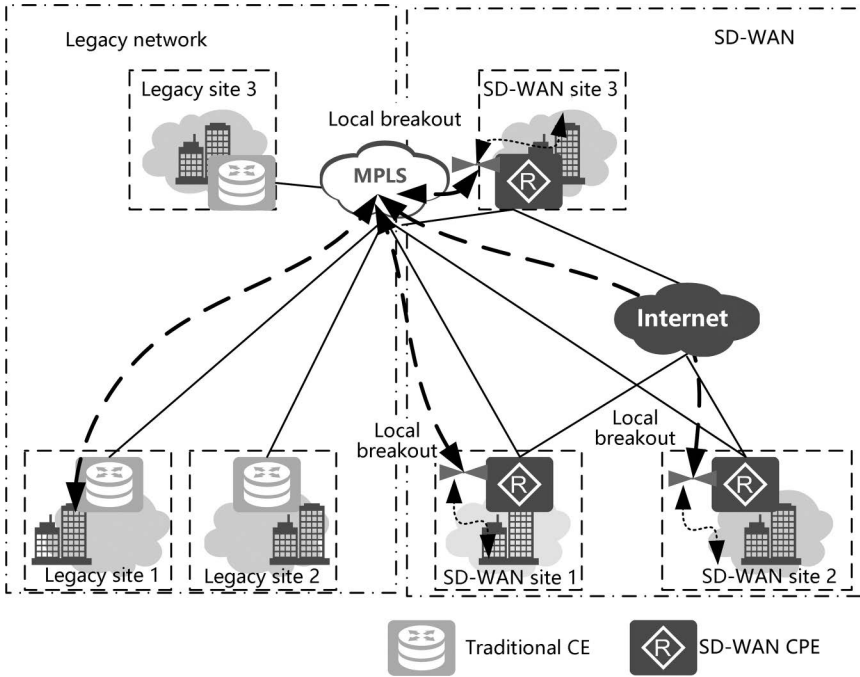 Legacy network
SD-WAN
Legacy site 3
SD-WAN site 3
Local breakout
MPLS
R
Internet
Local
breakout
Local
breakout
R
R
Legacy site 1
Legacy site 2
SD-WAN site 1
SD-WAN site 2
Traditional CE
R
SD-WAN CPE